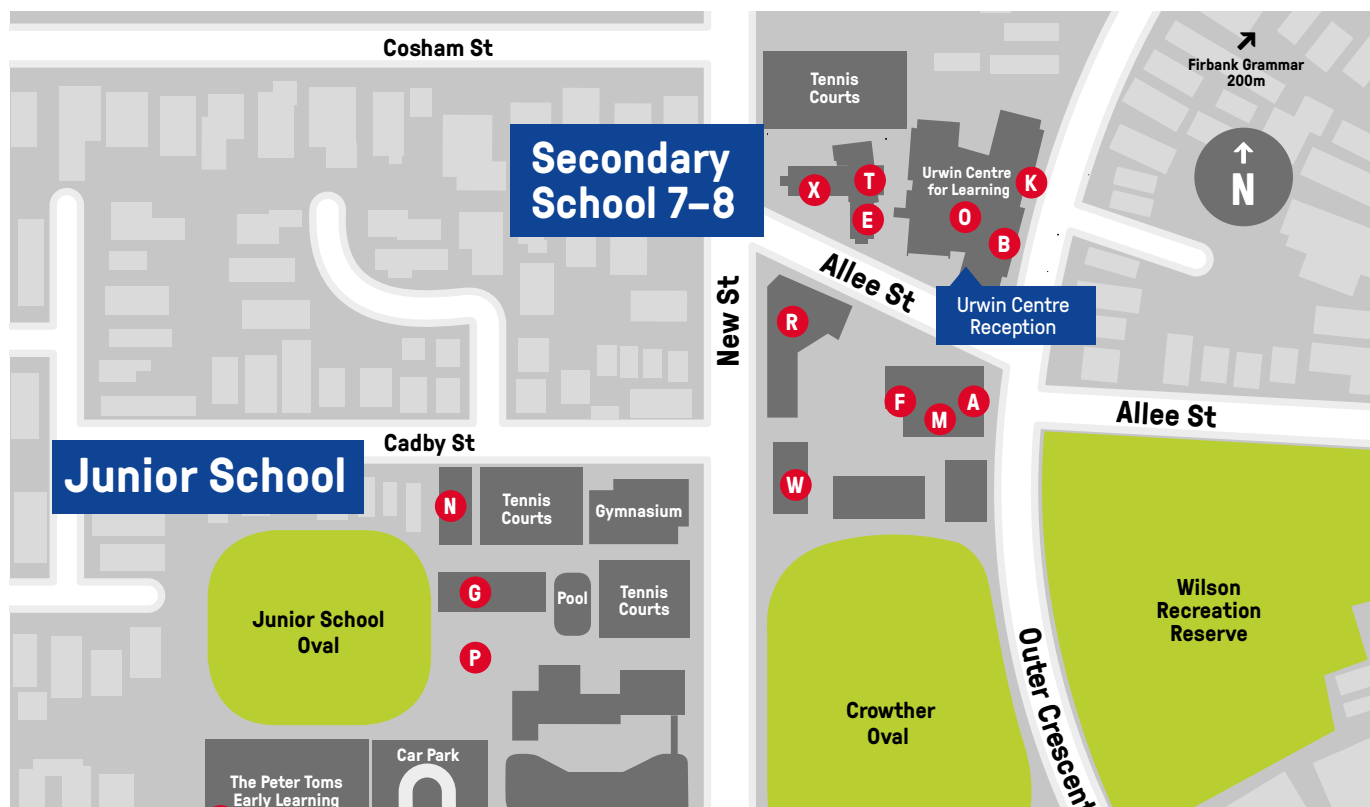 Cosham St
Tennis
Courts
Firbank Grammar
200m
N
Secondary
School 7–8
X
T
E
Urwin Centre
for Learning
K
O
B
Allee St
Urwin Centre
Reception
New St
R
F
M
A
Allee St
Cadby St
Junior School
N
Tennis
Courts
Gymnasium
W
G
Pool
Tennis
Courts
Junior School
Oval
P
Wilson
Recreation
Reserve
Outer Crescent
Crowther
Oval
Car Park
The Peter Toms
Early Learning